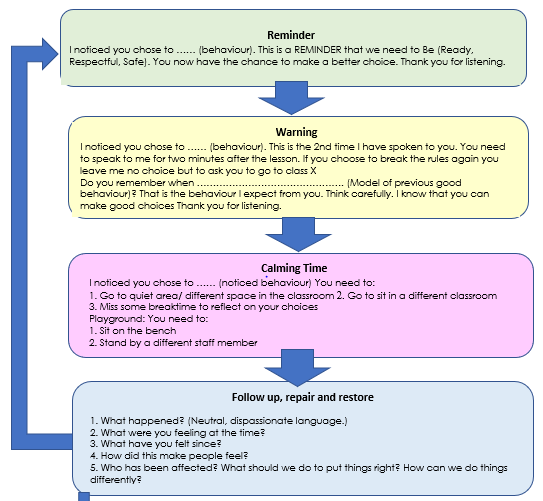 Reminder
I noticed you chose to …… (behaviour). This is a REMINDER that we need to Be (Ready,
Respectful, Safe). You now have the chance to make a better choice. Thank you for listening.
Warning
I noticed you chose to …… (behaviour). This is the 2nd time I have spoken to you. You need
to speak to me for two minutes after the lesson. If you choose to break the rules again you
leave me no choice but to ask you to go to class X
Do you remember when ………………………………………. (Model of previous good
behaviour)? That is the behaviour I expect from you. Think carefully. I know that you can
make good choices Thank you for listening.
Calming Time
I noticed you chose to …… (noticed behaviour) You need to:
1. Go to quiet area/ different space in the classroom 2. Go to sit in a different classroom
3. Miss some breaktime to reflect on your choices
Playground: You need to:
1. Sit on the bench
2. Stand by a different staff member
Follow up, repair and restore
1. What happened? (Neutral, dispassionate language.)
2. What were you feeling at the time?
3. What have you felt since?
4. How did this make people feel?
5. Who has been affected? What should we do to put things right? How can we do things
differently?